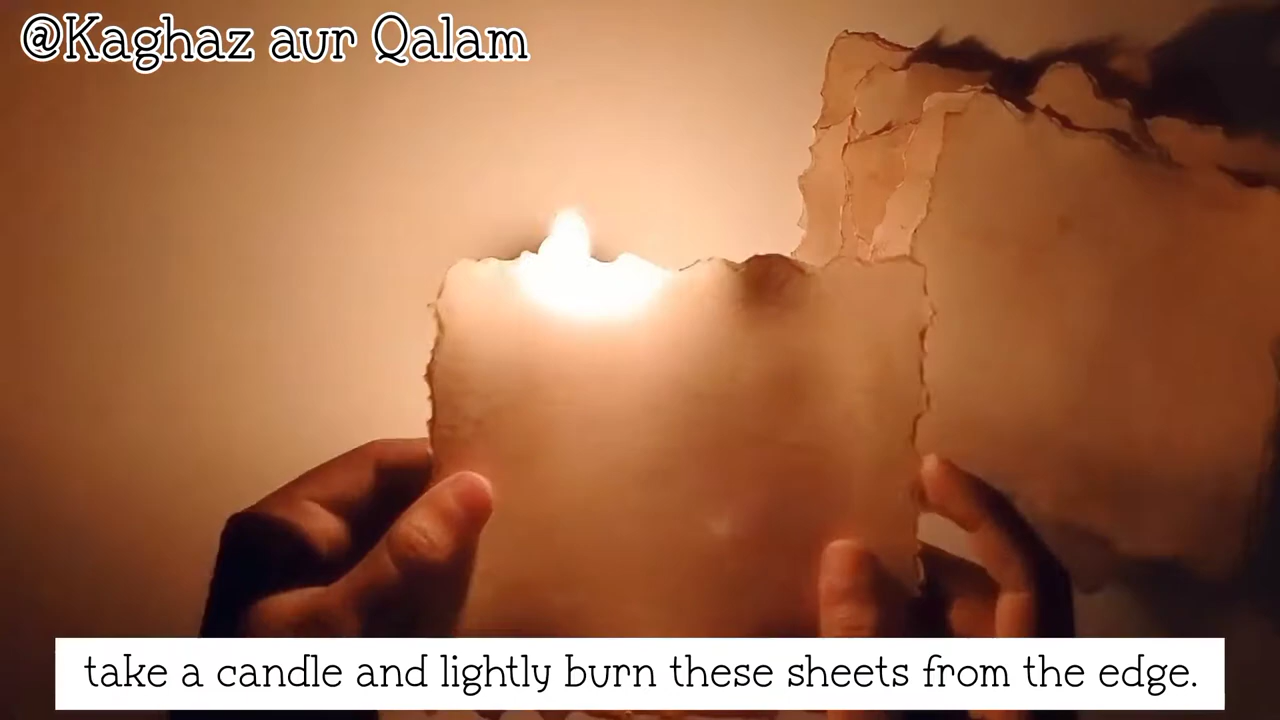 @Kaghaz aur Qalam
take a candle and lightly burn these sheets from the edge.